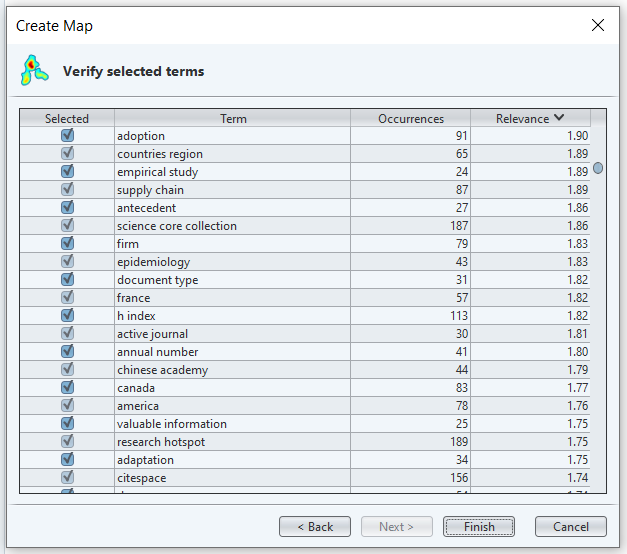 Create Map
Verify selected terms
Selected Term Occurrences Relevance
adoption 91 1.90
countries region 65 1.89
empirical study 24 1.89
supply chain 87 1.89
antecedent 27 1.86
science core collection 187 1.86
firm 79 1.83
epidemiology 43 1.83
document type 31 1.82
france 57 1.82
h index 113 1.82
active journal 30 1.81
annual number 41 1.80
chinese academy 44 1.79
canada 83 1.77
america 78 1.76
valuable information 25 1.75
research hotspot 189 1.75
adaptation 34 1.75
citespace 156 1.74
< Back Next > Finish Cancel